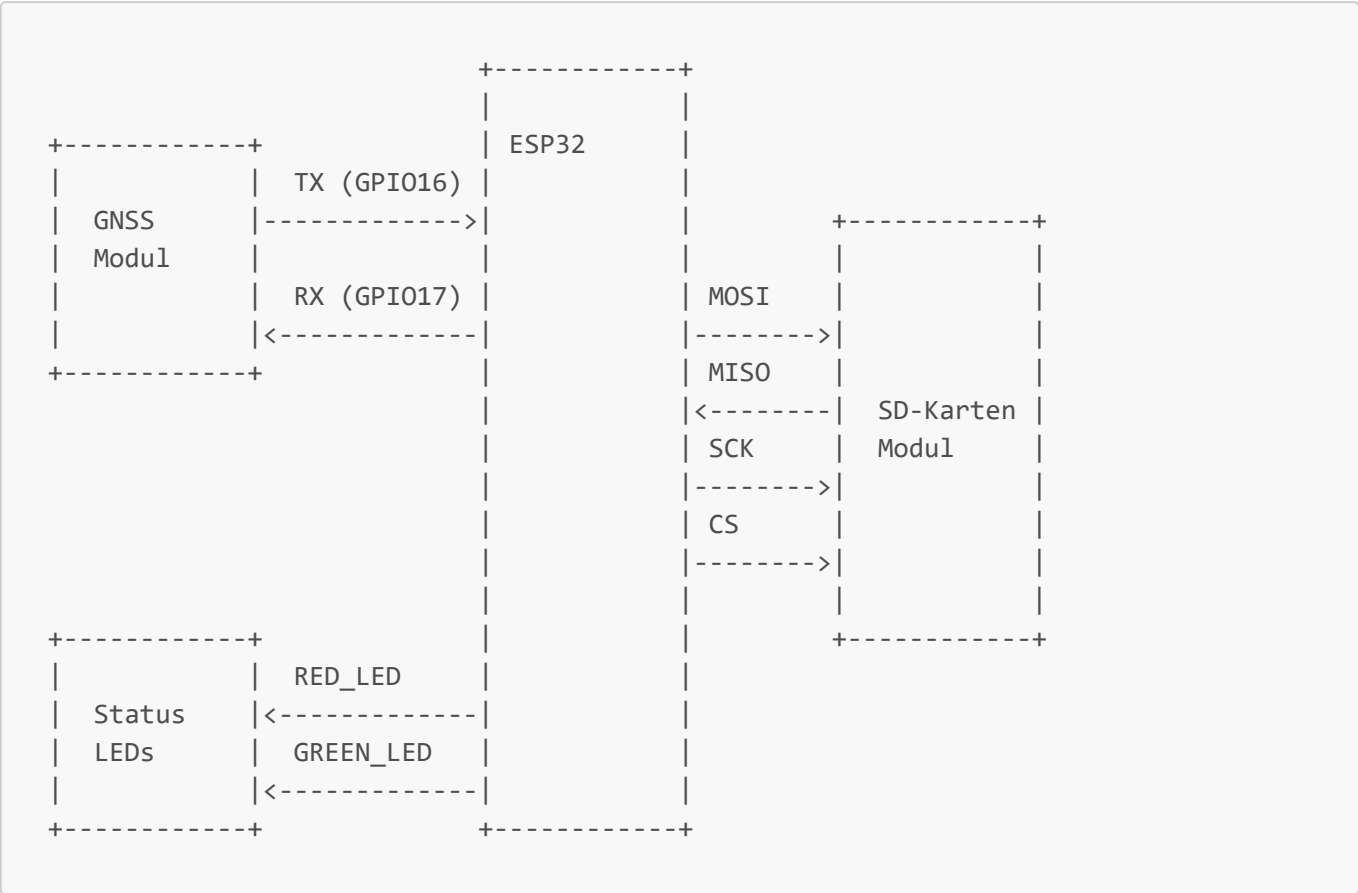 ESP32
TX (GPIO16)
GNSS
Modul
RX (GPIO17)
MOSI
MISO
SD-Karten
SCK
Modul
CS
RED_LED
Status
LEDs
GREEN_LED